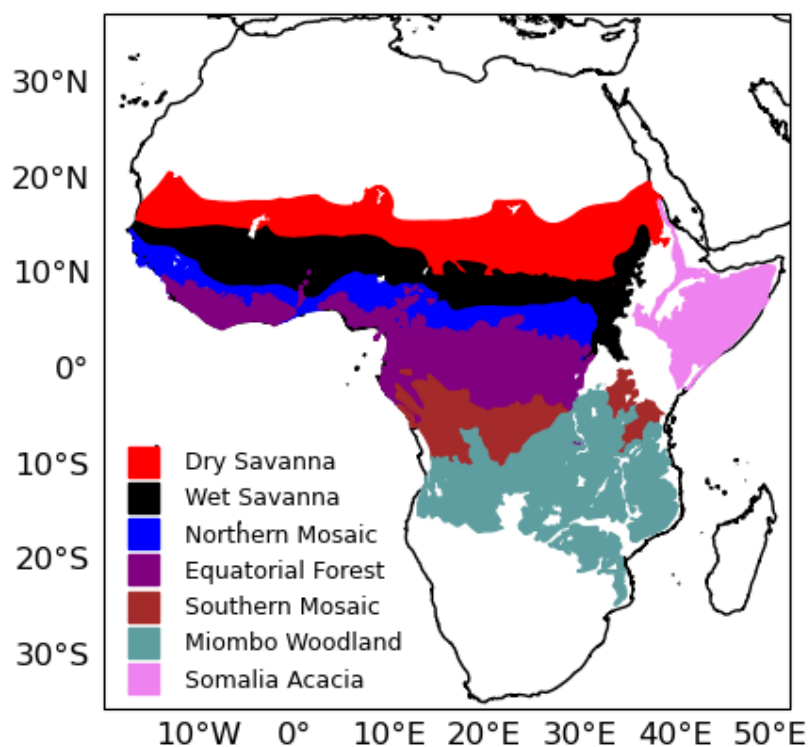 30°N
20°N
10°N
0°
10°S
20°S
30°S
Dry Savanna
Wet Savanna
Northern Mosaic
Equatorial Forest
Southern Mosaic
Miombo Woodland
Somalia Acacia
10°W 0° 10°E 20°E 30°E 40°E 50°E